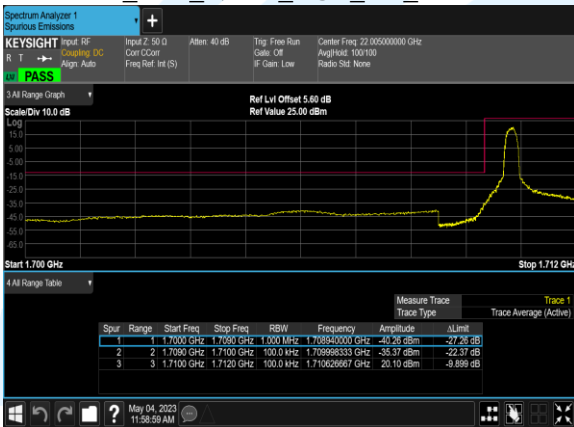 Spectrum Analyzer 1
Spurious Emissions
+
KEYSIGHT Input: RF Input Z: 50 Ω Atten: 40 dB Trig: Free Run Center Freq: 22.005000000 GHz
R T Coupling: DC Corr CCorr Gate: Off Avg|Hold: 100/100
Align: Auto Freq Ref: Int (S) IF Gain: Low Radio Std: None
PASS
3 All Range Graph
Ref Lvl Offset 5.60 dB
Scale/Div 10.0 dB Ref Value 25.00 dBm
Log
15.0
5.00
-5.00
-15.0
-25.0
-35.0
-45.0
-55.0
-65.0
Start 1.700 GHz Stop 1.712 GHz
4 All Range Table
Measure Trace Trace 1
Trace Type Trace Average (Active)
Spur Range Start Freq Stop Freq RBW Frequency Amplitude ΔLimit
1 1 1.7000 GHz 1.7090 GHz 1.000 MHz 1.708940000 GHz -40.26 dBm -27.26 dB
2 2 1.7090 GHz 1.7100 GHz 100.0 kHz 1.709998333 GHz -35.37 dBm -22.37 dB
3 3 1.7100 GHz 1.7120 GHz 100.0 kHz 1.710626667 GHz 20.10 dBm -9.899 dB
? May 04, 2023
11:58:59 AM